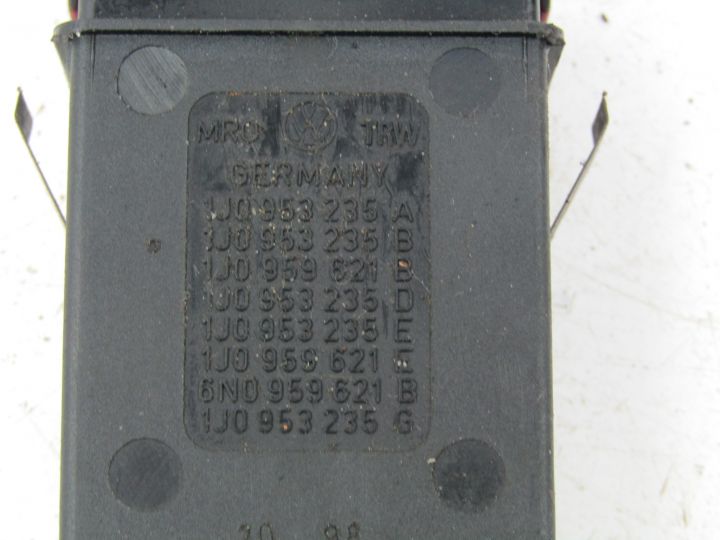 MRO TRW
GERMANY
1J0 953 235 A
1J0 953 235 B
1J0 959 621 B
1J0 953 235 D
1J0 953 235 E
1J0 959 621 E
6N0 959 621 B
1J0 953 235 G